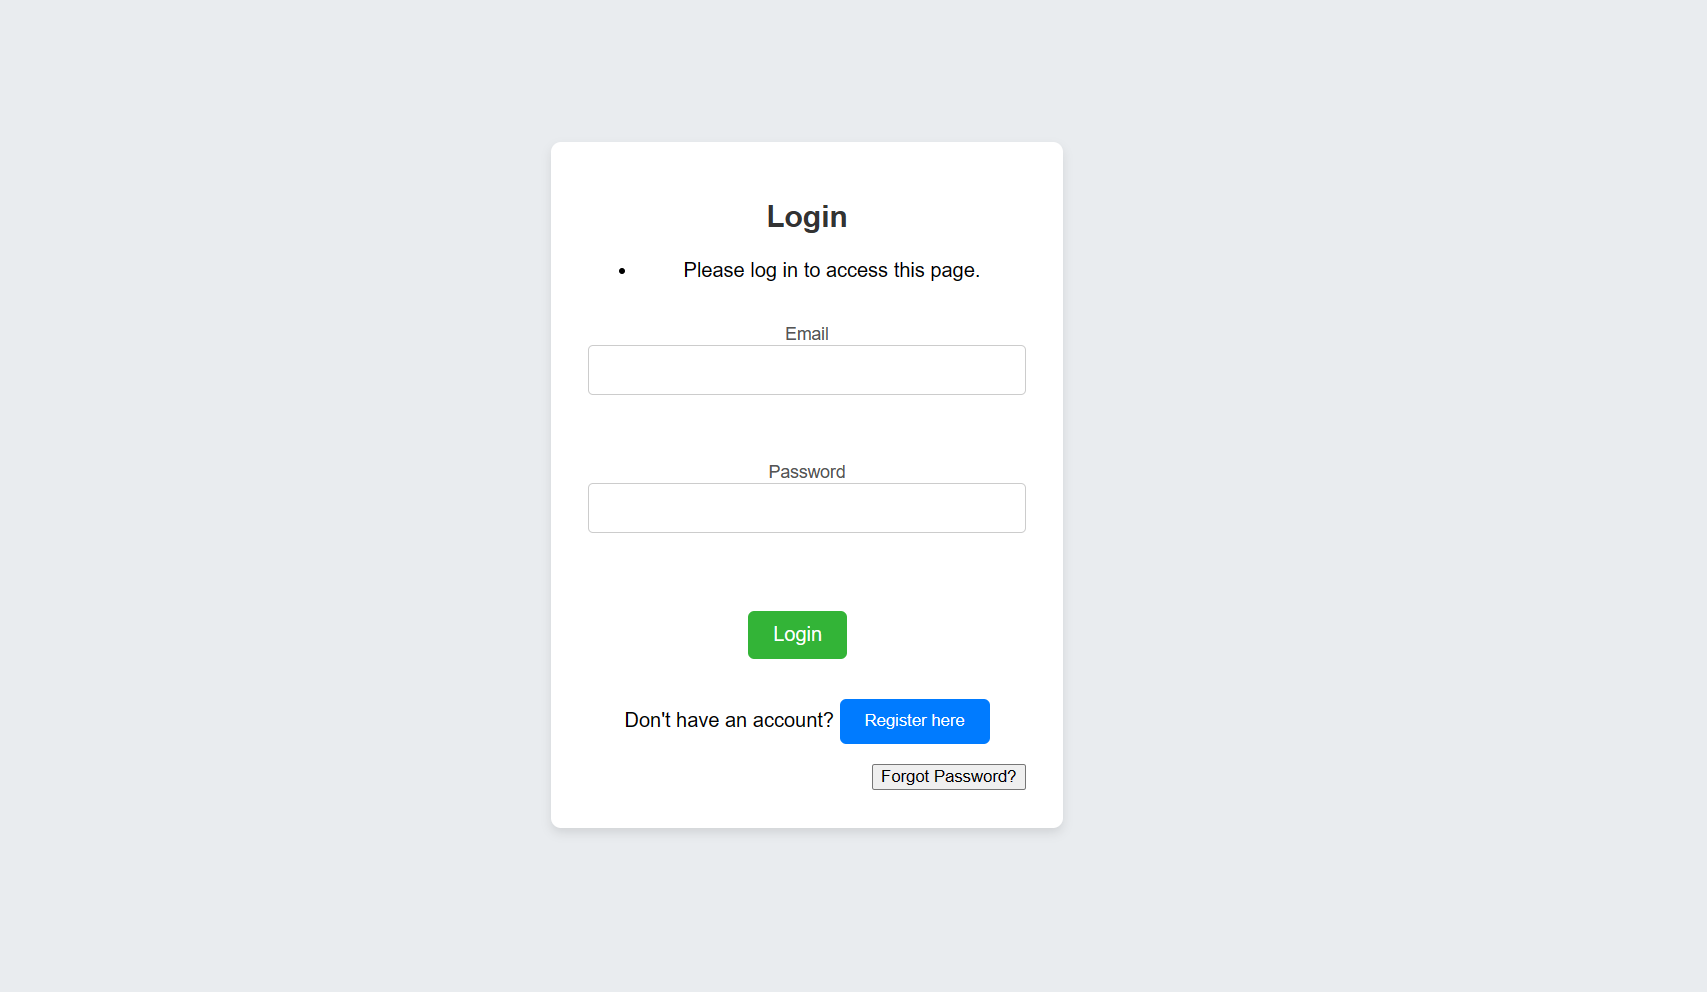 Login
• Please log in to access this page.
Email
Password
Login
Don't have an account? Register here
Forgot Password?